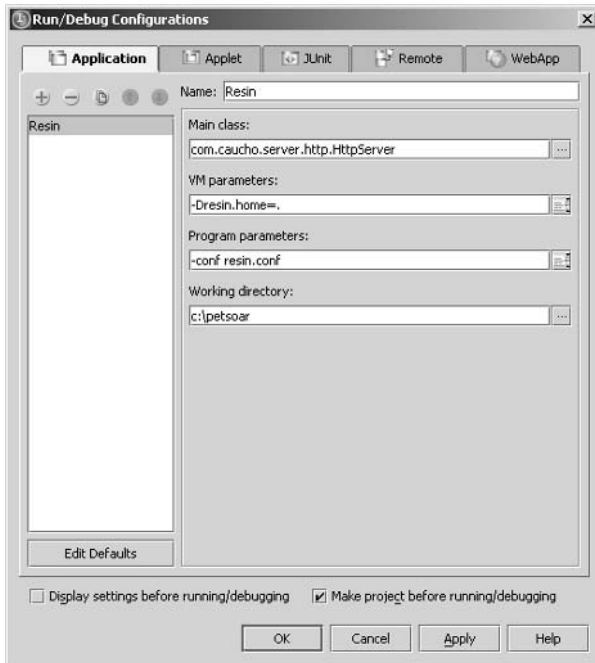 Run/Debug Configurations
Application
Applet
JUnit
Remote
WebApp
Name: Resin
Resin
Main class:
com.caucho.server.http.HttpServer
...
VM parameters:
-Dresin.home=.
Program parameters:
-conf resin.conf
Working directory:
c:\petsoar
...
Edit Defaults
Display settings before running/debugging
Make project before running/debugging
OK
Cancel
Apply
Help